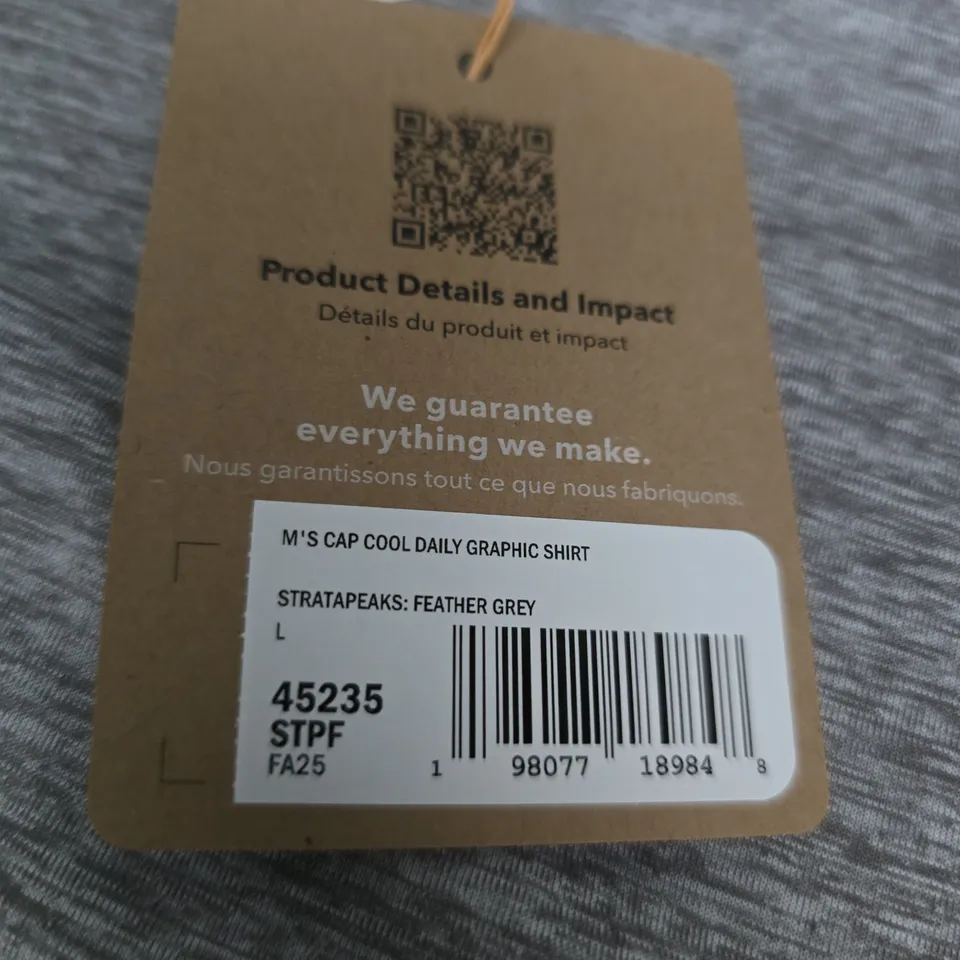 Product Details and Impact
Détails du produit et impact
We guarantee
everything we make.
Nous garantissons tout ce que nous fabriquons.
M'S CAP COOL DAILY GRAPHIC SHIRT
STRATAPEAKS: FEATHER GREY
L
45235
STPF
FA25
1 98077 18984 8